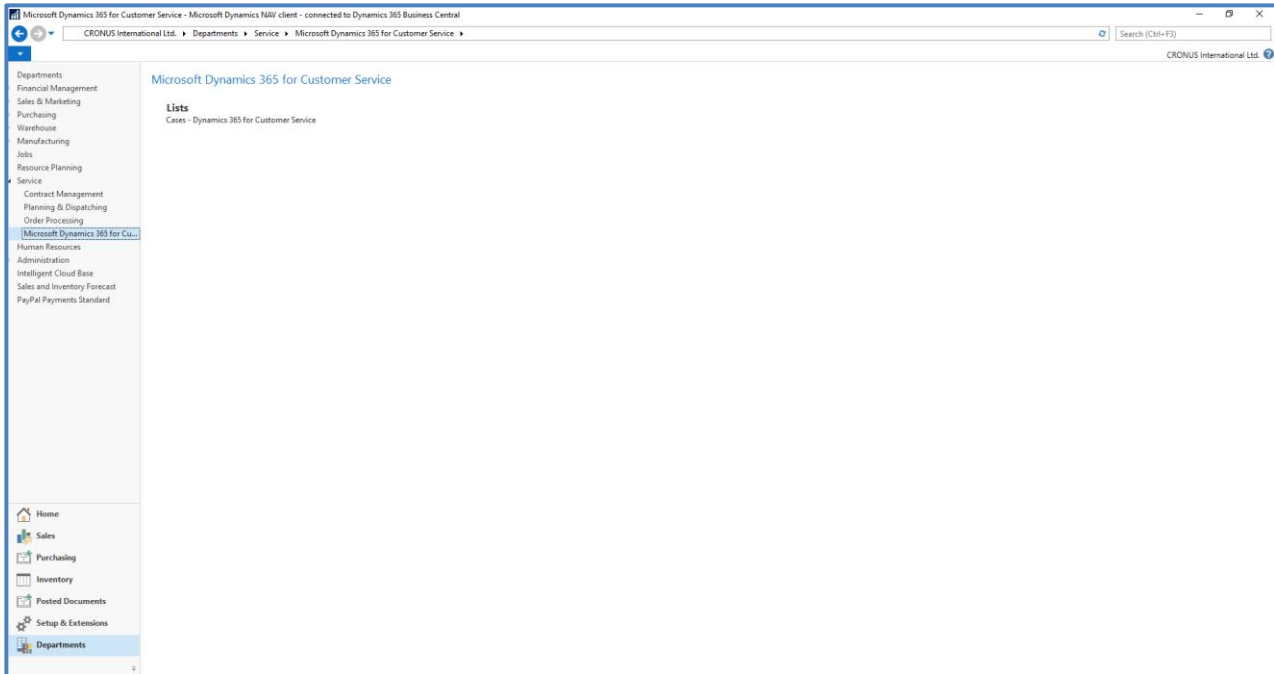 Microsoft Dynamics 365 for Customer Service - Microsoft Dynamics NAV client - connected to Dynamics 365 Business Central
CRONUS International Ltd. ▸ Departments ▸ Service ▸ Microsoft Dynamics 365 for Customer Service ▸
Search (Ctrl+F3)
CRONUS International Ltd.
Departments
Financial Management
Sales & Marketing
Purchasing
Warehouse
Manufacturing
Jobs
Resource Planning
Service
Contract Management
Planning & Dispatching
Order Processing
Microsoft Dynamics 365 for Cu...
Human Resources
Administration
Intelligent Cloud Base
Sales and Inventory Forecast
PayPal Payments Standard
Microsoft Dynamics 365 for Customer Service
Lists
Cases - Dynamics 365 for Customer Service
Home
Sales
Purchasing
Inventory
Posted Documents
Setup & Extensions
Departments